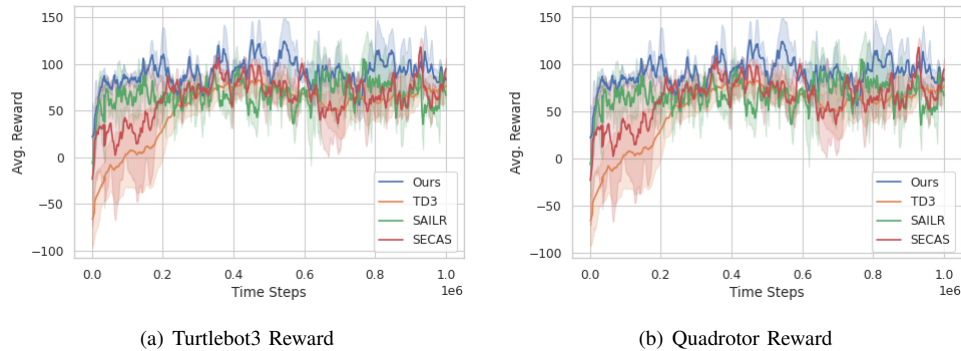 150
100
50
0
−50
−100
Avg. Reward
0.0
0.2
0.4
0.6
0.8
1.0
1e6
Time Steps
Ours
TD3
SAILR
SECAS
(a) Turtlebot3 Reward
150
100
50
0
−50
−100
Avg. Reward
0.0
0.2
0.4
0.6
0.8
1.0
1e6
Time Steps
Ours
TD3
SAILR
SECAS
(b) Quadrotor Reward